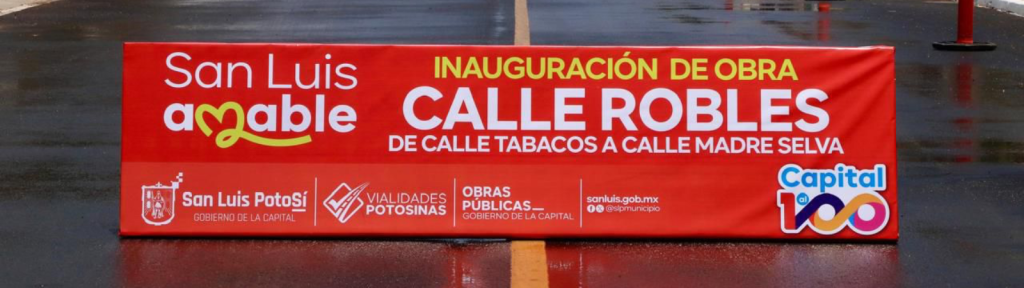 San Luis
amable
INAUGURACIÓN DE OBRA
CALLE ROBLES
DE CALLE TABACOS A CALLE MADRE SELVA
San Luis PotoSí
GOBIERNO DE LA CAPITAL
VIALIDADES
POTOSINAS
OBRAS
PÚBLICAS
GOBIERNO DE LA CAPITAL
sanluis.gob.mx
@slpmunicipio
Capital
al
100